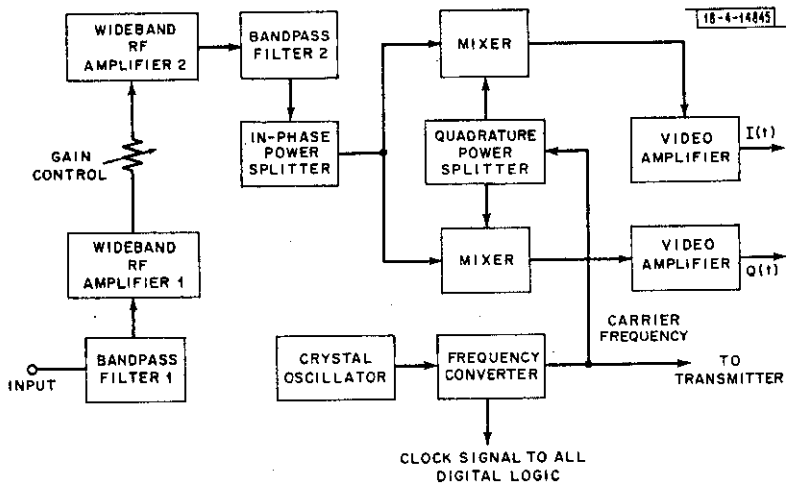 18-4-14845
WIDEBAND
RF
AMPLIFIER 2
BANDPASS
FILTER 2
MIXER
GAIN
CONTROL
IN-PHASE
POWER
SPLITTER
QUADRATURE
POWER
SPLITTER
VIDEO
AMPLIFIER
I(t)
WIDEBAND
RF
AMPLIFIER 1
MIXER
VIDEO
AMPLIFIER
Q(t)
CARRIER
FREQUENCY
INPUT
BANDPASS
FILTER 1
CRYSTAL
OSCILLATOR
FREQUENCY
CONVERTER
TO
TRANSMITTER
CLOCK SIGNAL TO ALL
DIGITAL LOGIC